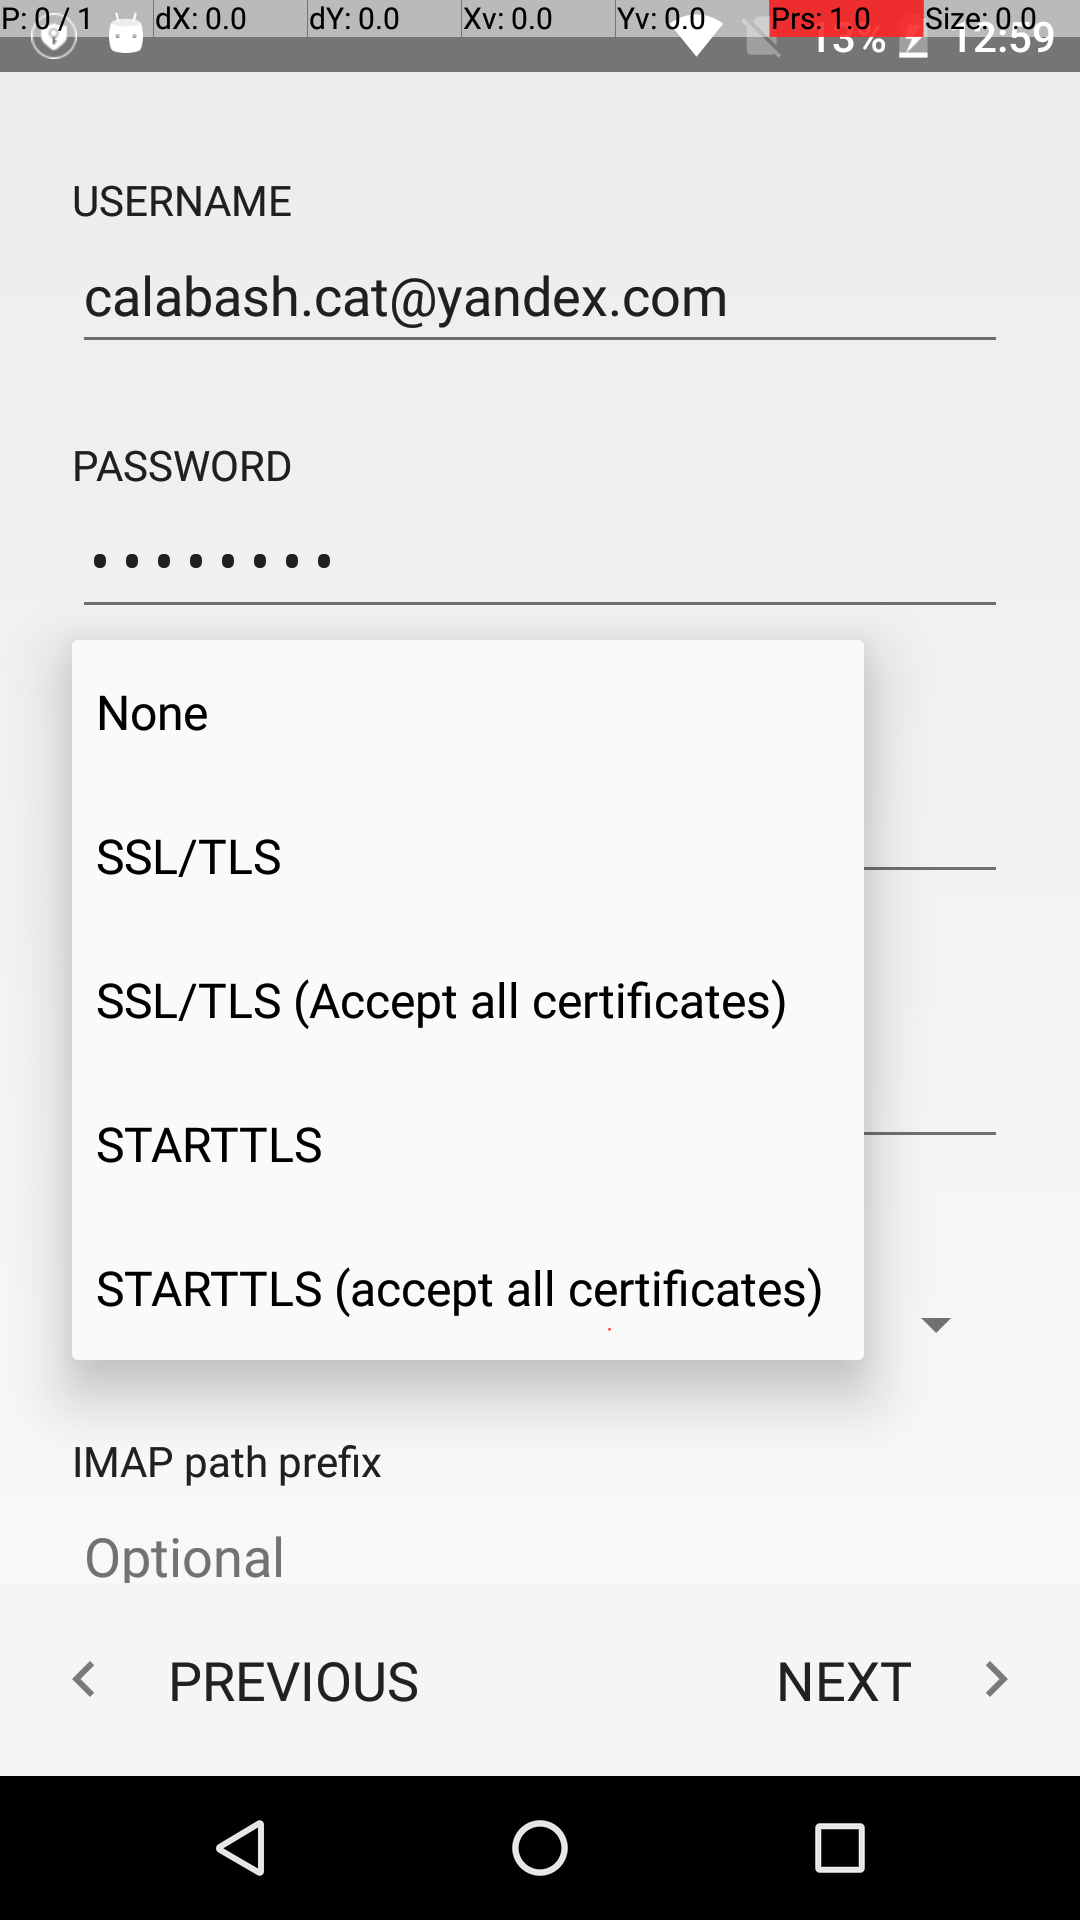 P: 0 / 1 dX: 0.0 dY: 0.0 Xv: 0.0 Yv: 0.0 Prs: 1.0 Size: 0.0
13% 12:59
USERNAME
calabash.cat@yandex.com
PASSWORD
••••••••
None
SSL/TLS
SSL/TLS (Accept all certificates)
STARTTLS
STARTTLS (accept all certificates)
IMAP path prefix
Optional
PREVIOUS NEXT